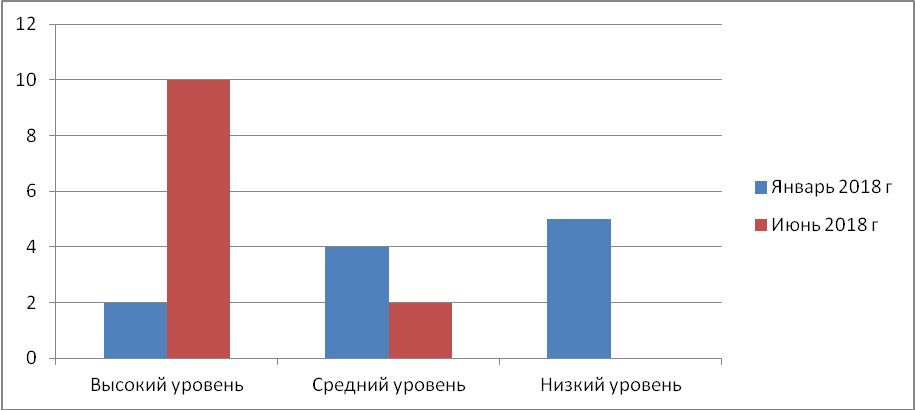 12
10
8
6
4
2
0
Высокий уровень
Средний уровень
Низкий уровень
Январь 2018 г
Июнь 2018 г